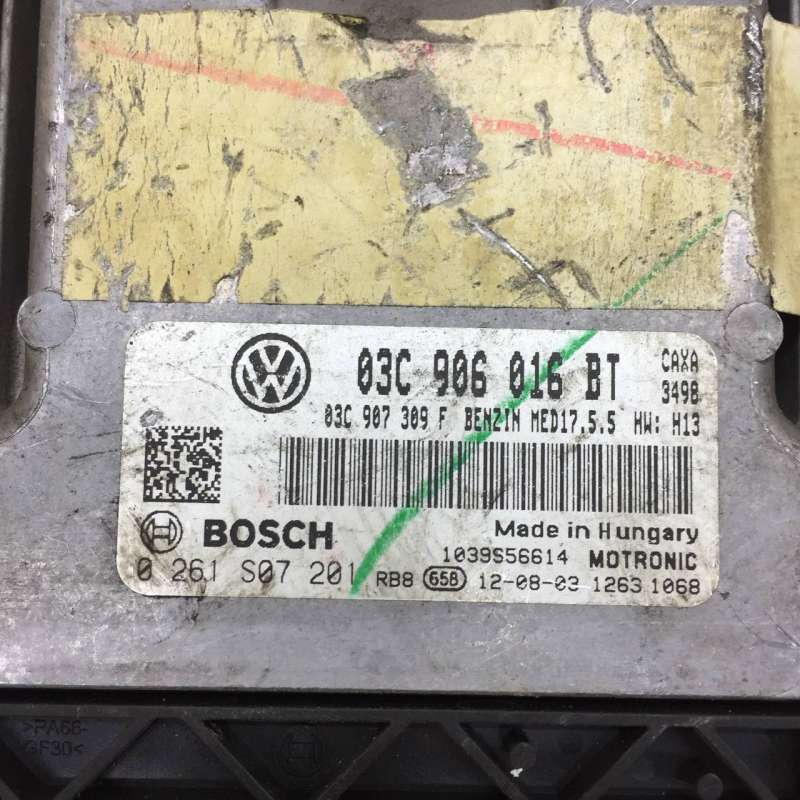 03C 906 016 BT CAXA
3498
03C 907 309 F BENZIN MED17.5.5 HW: H13
BOSCH
Made in Hungary
1039S56614 MOTRONIC
0 261 S07 201 RB8 658 12-08-03 1263 1068
>PA66-
GF30<